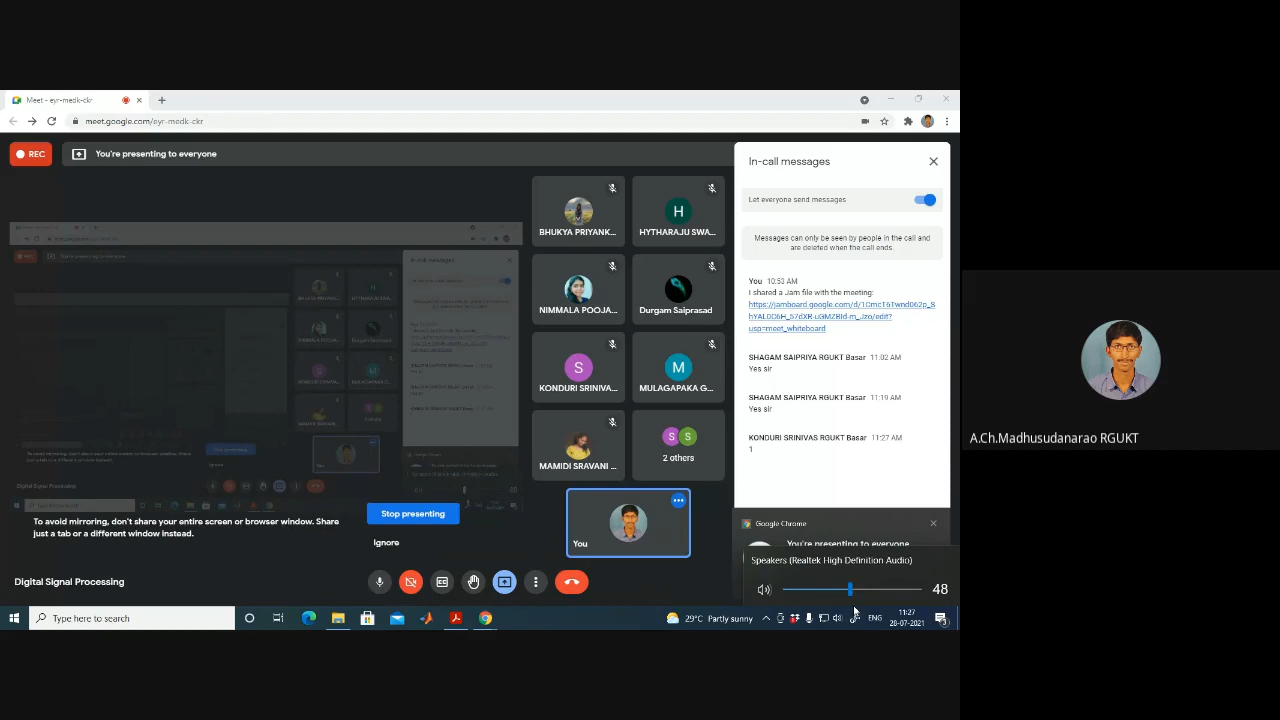 Meet - eyr-medk-ckr
meet.google.com/eyr-medk-ckr
REC
You're presenting to everyone
BHUKYA PRIYANK...
HYTHARAJU SWA...
NIMMALA POOJA...
Durgam Saiprasad
S
KONDURI SRINIVA...
M
MULAGAPAKA G...
MAMIDI SRAVANI ...
S S
2 others
You
To avoid mirroring, don't share your entire screen or browser window. Share
just a tab or a different window instead.
Stop presenting
Ignore
Digital Signal Processing
In-call messages
Let everyone send messages
Messages can only be seen by people in the call and
are deleted when the call ends.
You 10:53 AM
I shared a Jam file with the meeting:
usp=meet_whiteboard
SHAGAM SAIPRIYA RGUKT Basar 11:02 AM
Yes sir
SHAGAM SAIPRIYA RGUKT Basar 11:19 AM
Yes sir
KONDURI SRINIVAS RGUKT Basar 11:27 AM
1
Google Chrome
You're presenting to everyone
Speakers (Realtek High Definition Audio)
48
Type here to search
29°C Partly sunny
ENG
11:27
28-07-2021
3
A.Ch.Madhusudanarao RGUKT
H